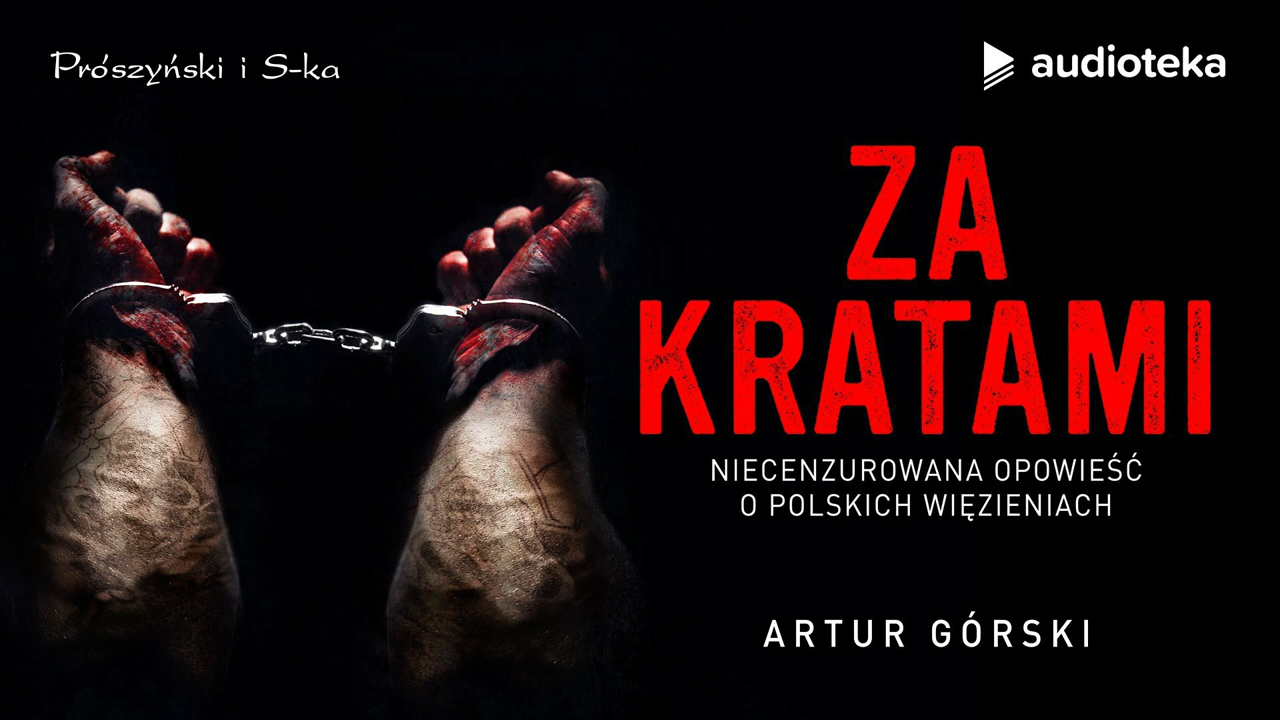 Prószyński i S-ka
audioteka
ZA
KRATAMI
NIECENZUROWANA OPOWIEŚĆ
O POLSKICH WIĘZIENIACH
ARTUR GÓRSKI